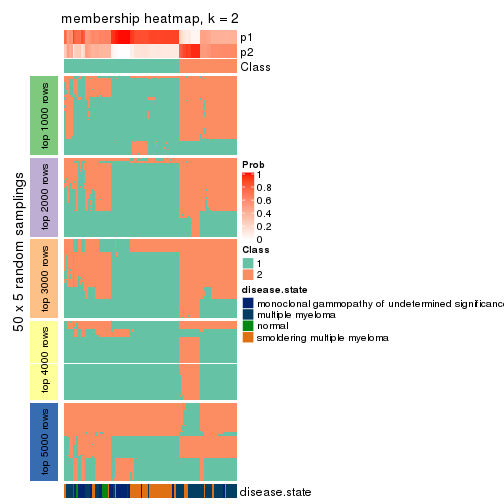 membership heatmap, k = 2
p1
p2
Class
50 x 5 random samplings
top 1000 rows
top 2000 rows
top 3000 rows
top 4000 rows
top 5000 rows
Prob
1
0.8
0.6
0.4
0.2
0
Class
1
2
disease.state
monoclonal gammopathy of undetermined significance
multiple myeloma
normal
smoldering multiple myeloma
disease.state